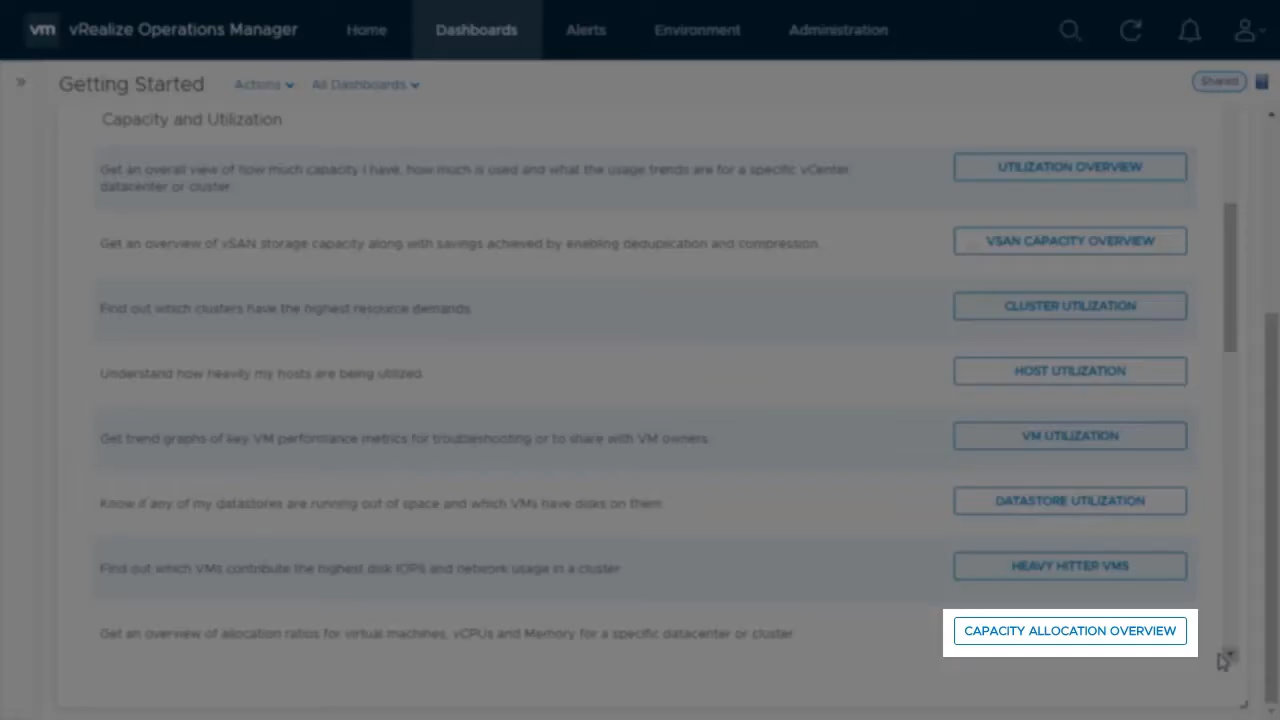 vm vRealize Operations Manager Home Dashboards Alerts Environment Administration
Getting Started Actions All Dashboards Shared
Capacity and Utilization
Get an overall view of how much capacity I have, how much is used and what the usage trends are for a specific vCenter,
datacenter or cluster.
UTILIZATION OVERVIEW
Get an overview of vSAN storage capacity along with savings achieved by enabling deduplication and compression.
VSAN CAPACITY OVERVIEW
Find out which clusters have the highest resource demands.
CLUSTER UTILIZATION
Understand how heavily my hosts are being utilized.
HOST UTILIZATION
Get trend graphs of key VM performance metrics for troubleshooting or to share with VM owners.
VM UTILIZATION
Know if any of my datastores are running out of space and which VMs have disks on them.
DATASTORE UTILIZATION
Find out which VMs contribute the highest disk IOPS and network usage in a cluster.
HEAVY HITTER VMS
Get an overview of allocation ratios for virtual machines, vCPUs and Memory for a specific datacenter or cluster.
CAPACITY ALLOCATION OVERVIEW